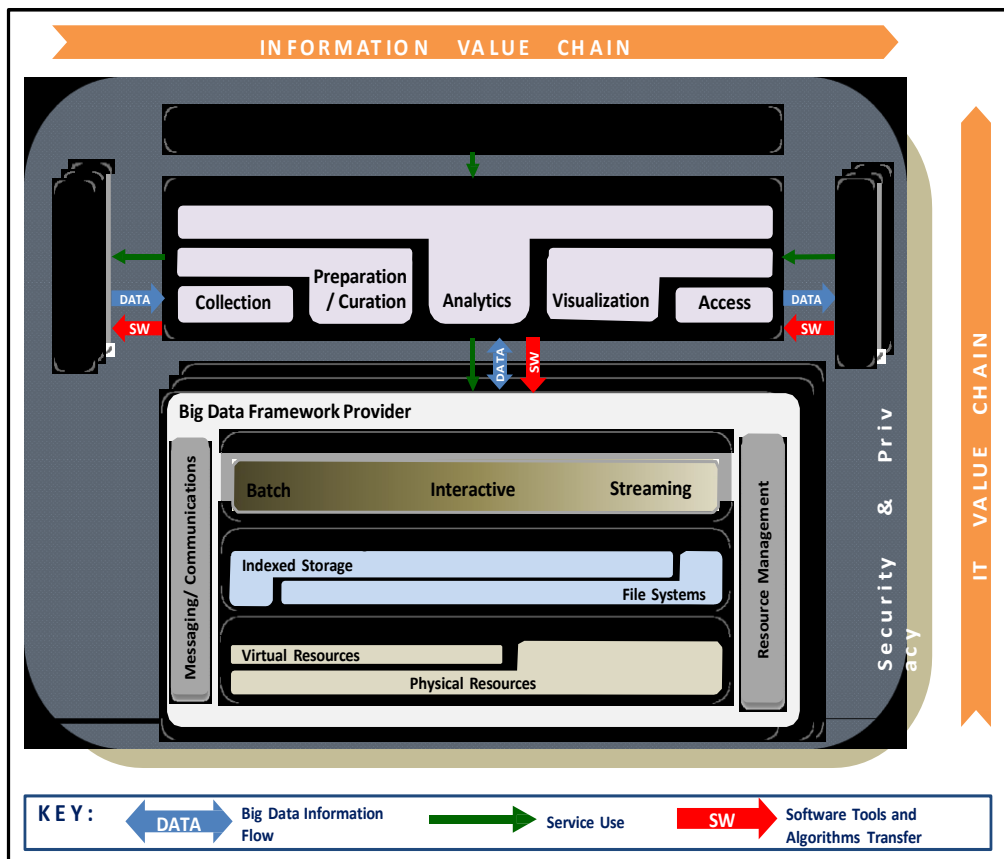 INFORMATION VALUE CHAIN
Preparation
/ Curation
Collection
Analytics
Visualization
Access
DATA
SW
DATA
SW
DATA
SW
Big Data Framework Provider
Messaging/ Communications
Batch
Interactive
Streaming
Indexed Storage
File Systems
Virtual Resources
Physical Resources
Resource Management
Security & Priv
acy
IT VALUE CHAIN
KEY:
DATA
Big Data Information
Flow
Service Use
SW
Software Tools and
Algorithms Transfer